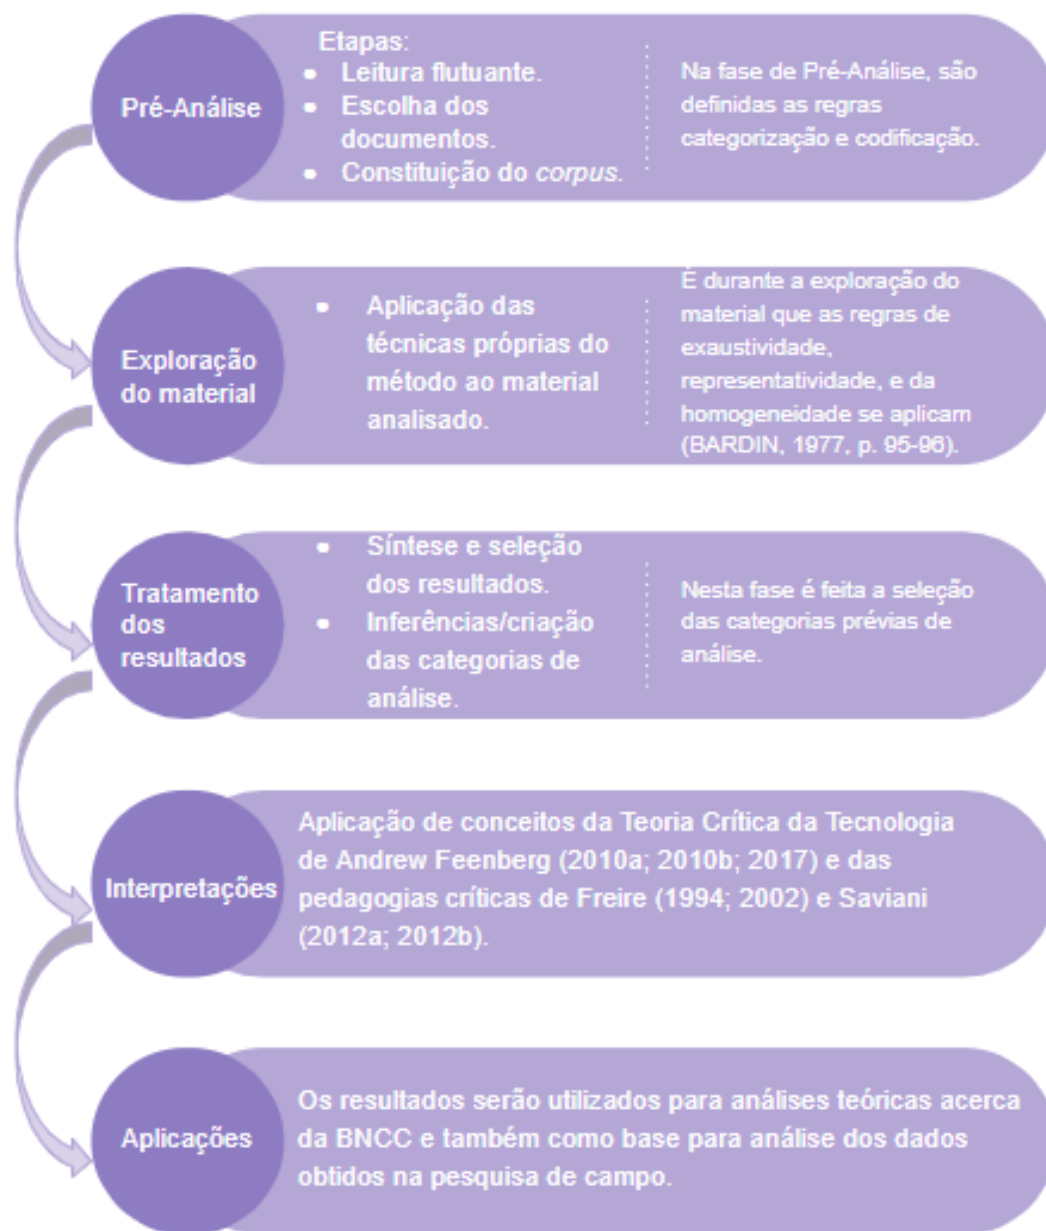 Pré-Análise
Etapas:
• Leitura flutuante.
• Escolha dos
documentos.
• Constituição do corpus.
Na fase de Pré-Análise, são
definidas as regras
categorização e codificação.
Exploração
do material
• Aplicação das
técnicas próprias do
método ao material
analisado.
É durante a exploração do
material que as regras de
exaustividade,
representatividade, e da
homogeneidade se aplicam
(BARDIN, 1977, p. 95-96).
Tratamento
dos
resultados
• Síntese e seleção
dos resultados.
• Inferências/criação
das categorias de
análise.
Nesta fase é feita a seleção
das categorias prévias de
análise.
Interpretações
Aplicação de conceitos da Teoria Crítica da Tecnologia
de Andrew Feenberg (2010a; 2010b; 2017) e das
pedagogias críticas de Freire (1994; 2002) e Saviani
(2012a; 2012b).
Aplicações
Os resultados serão utilizados para análises teóricas acerca
da BNCC e também como base para análise dos dados
obtidos na pesquisa de campo.